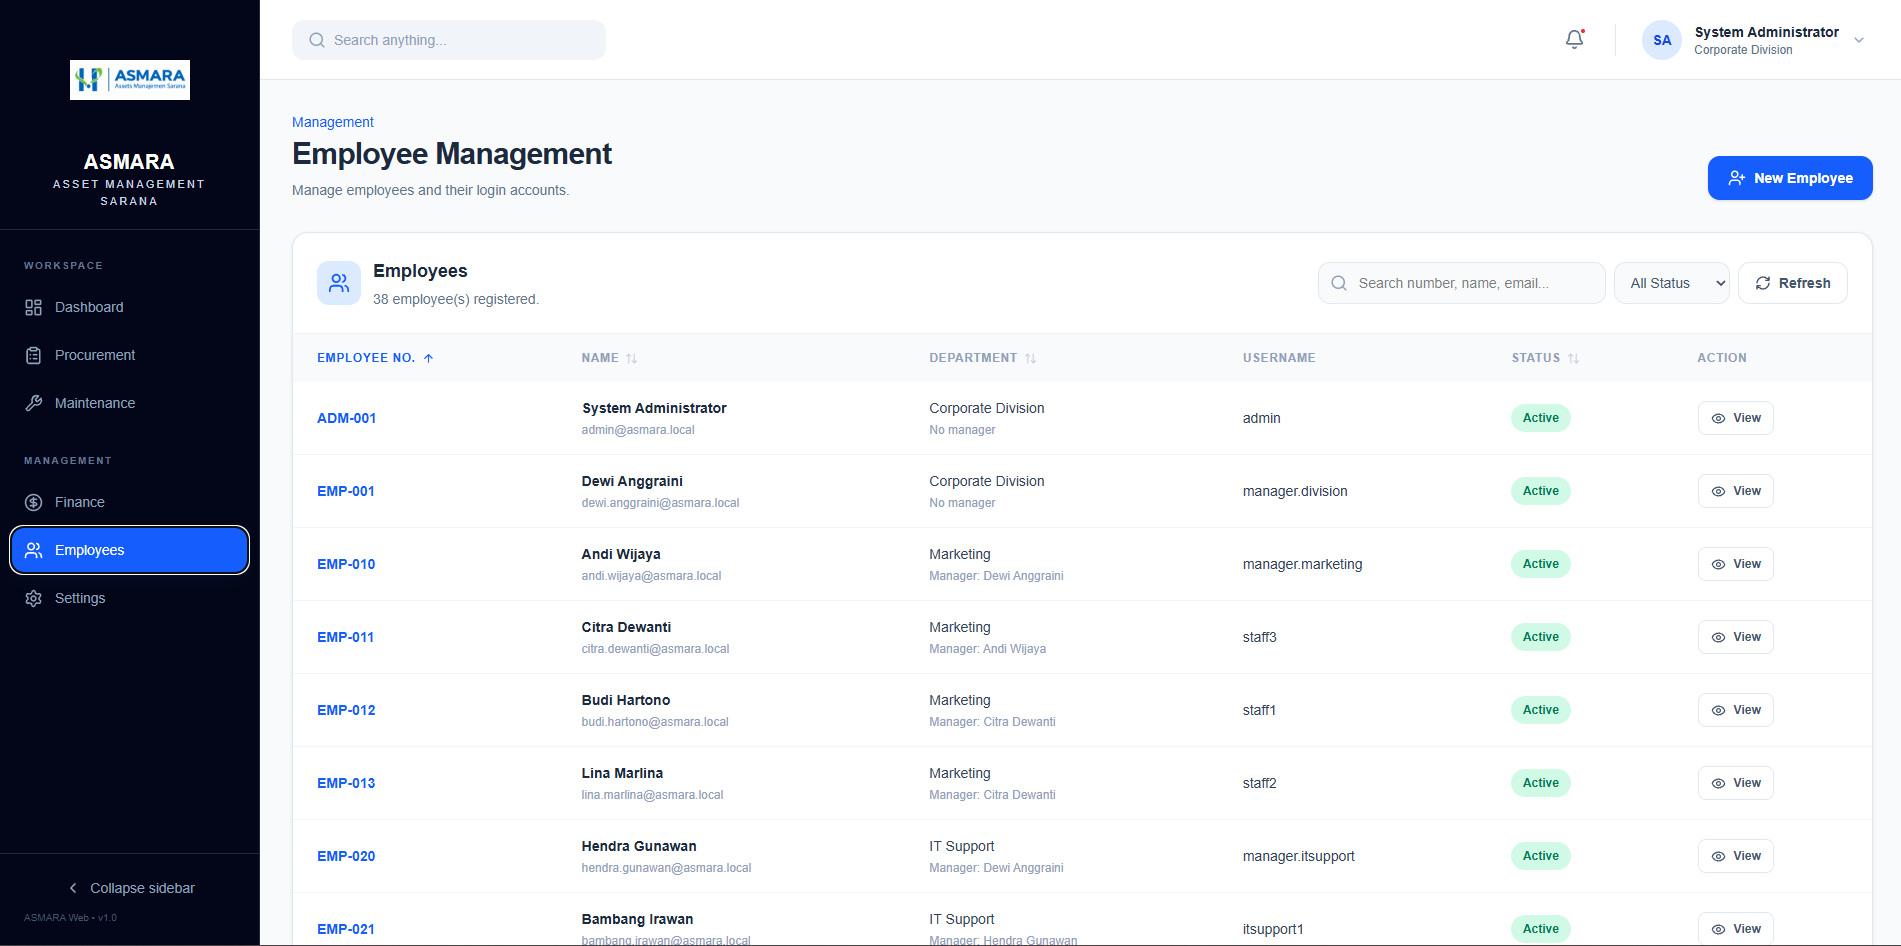 ASMARA
Assets Manajemen Sarana
ASMARA
ASSET MANAGEMENT
SARANA
WORKSPACE
Dashboard
Procurement
Maintenance
MANAGEMENT
Finance
Employees
Settings
Collapse sidebar
ASMARA Web • v1.0
Search anything...
SA
System Administrator
Corporate Division
Management
Employee Management
Manage employees and their login accounts.
New Employee
Employees
38 employee(s) registered.
Search number, name, email...
All Status
Refresh
EMPLOYEE NO. NAME DEPARTMENT USERNAME STATUS ACTION
ADM-001 System Administrator Corporate Division admin Active View
admin@asmara.local No manager
EMP-001 Dewi Anggraini Corporate Division manager.division Active View
dewi.anggraini@asmara.local No manager
EMP-010 Andi Wijaya Marketing manager.marketing Active View
andi.wijaya@asmara.local Manager: Dewi Anggraini
EMP-011 Citra Dewanti Marketing staff3 Active View
citra.dewanti@asmara.local Manager: Andi Wijaya
EMP-012 Budi Hartono Marketing staff1 Active View
budi.hartono@asmara.local Manager: Citra Dewanti
EMP-013 Lina Marlina Marketing staff2 Active View
lina.marlina@asmara.local Manager: Citra Dewanti
EMP-020 Hendra Gunawan IT Support manager.itsupport Active View
hendra.gunawan@asmara.local Manager: Dewi Anggraini
EMP-021 Bambang Irawan IT Support itsupport1 Active View
bambang.irawan@asmara.local Manager: Hendra Gunawan